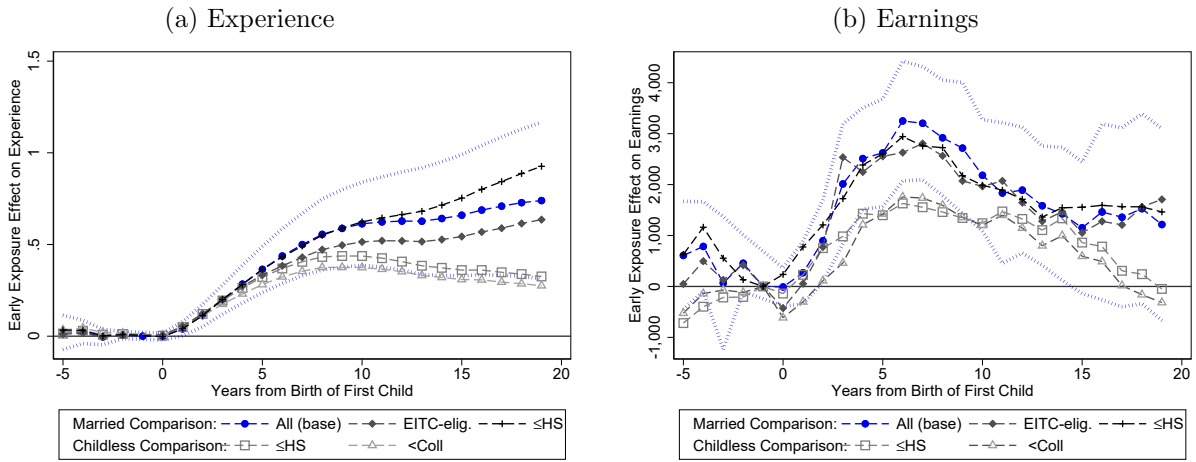 (a) Experience
Early Exposure Effect on Experience
1.5
1
.5
0
-5 0 5 10 15 20
Years from Birth of First Child
Married Comparison: All (base) EITC-elig. ≤HS
Childless Comparison: ≤HS <Coll
(b) Earnings
Early Exposure Effect on Earnings
4,000
3,000
2,000
1,000
0
-1,000
-5 0 5 10 15 20
Years from Birth of First Child
Married Comparison: All (base) EITC-elig. ≤HS
Childless Comparison: ≤HS <Coll